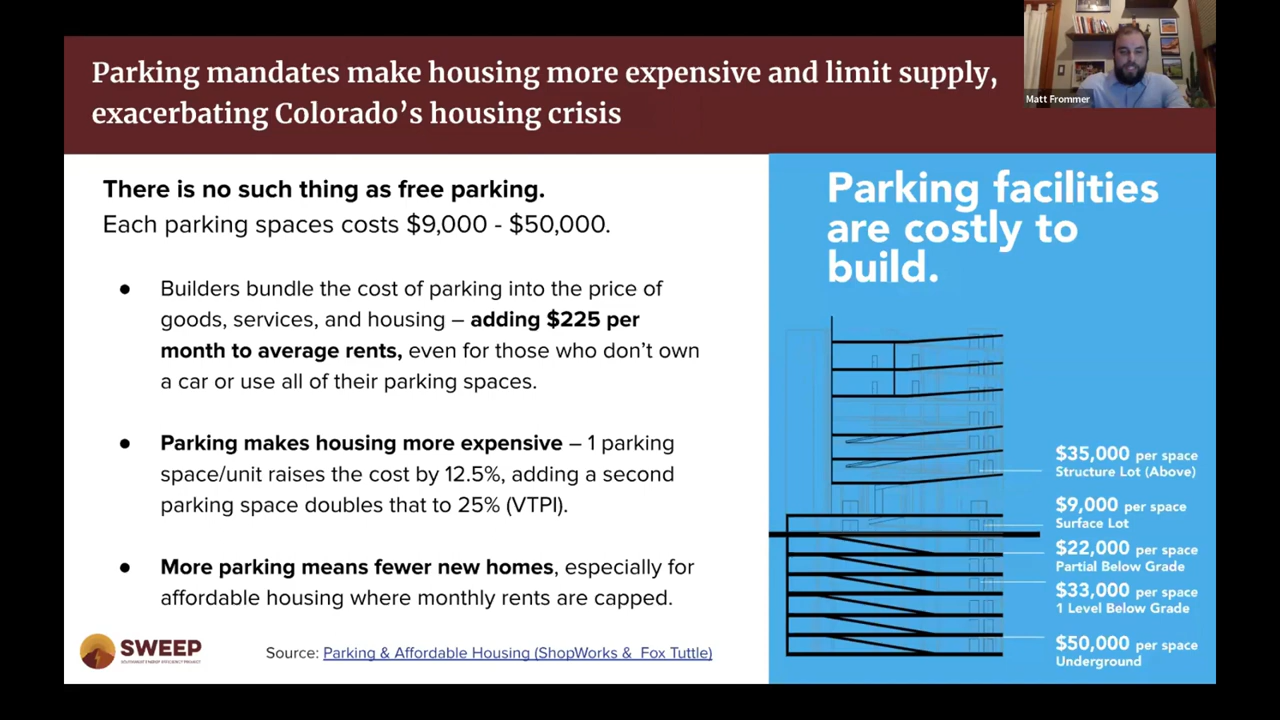 Parking mandates make housing more expensive and limit supply,
exacerbating Colorado's housing crisis
Matt Frommer
There is no such thing as free parking.
Each parking spaces costs $9,000 - $50,000.
● Builders bundle the cost of parking into the price of
goods, services, and housing – adding $225 per
month to average rents, even for those who don't own
a car or use all of their parking spaces.
● Parking makes housing more expensive – 1 parking
space/unit raises the cost by 12.5%, adding a second
parking space doubles that to 25% (VTPI).
● More parking means fewer new homes, especially for
affordable housing where monthly rents are capped.
SWEEP
SOUTHWEST ENERGY EFFICIENCY PROJECT
Source: Parking & Affordable Housing (ShopWorks & Fox Tuttle)
Parking facilities
are costly to
build.
$35,000 per space
Structure Lot (Above)
$9,000 per space
Surface Lot
$22,000 per space
Partial Below Grade
$33,000 per space
1 Level Below Grade
$50,000 per space
Underground